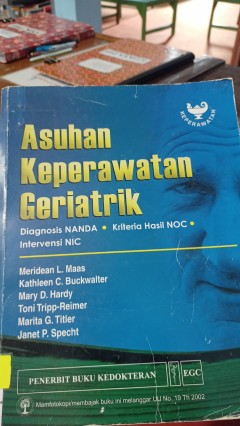 KEPERAWATAN
Asuhan
Keperawatan
Geriatrik
Diagnosis NANDA • Kriteria Hasil NOC •
Intervensi NIC
Meridean L. Maas
Kathleen C. Buckwalter
Mary D. Hardy
Toni Tripp-Reimer
Marita G. Titler
Janet P. Specht
PENERBIT BUKU KEDOKTERAN EGC
Memfotokopi/membajak buku ini melanggar UU No. 19 Th 2002